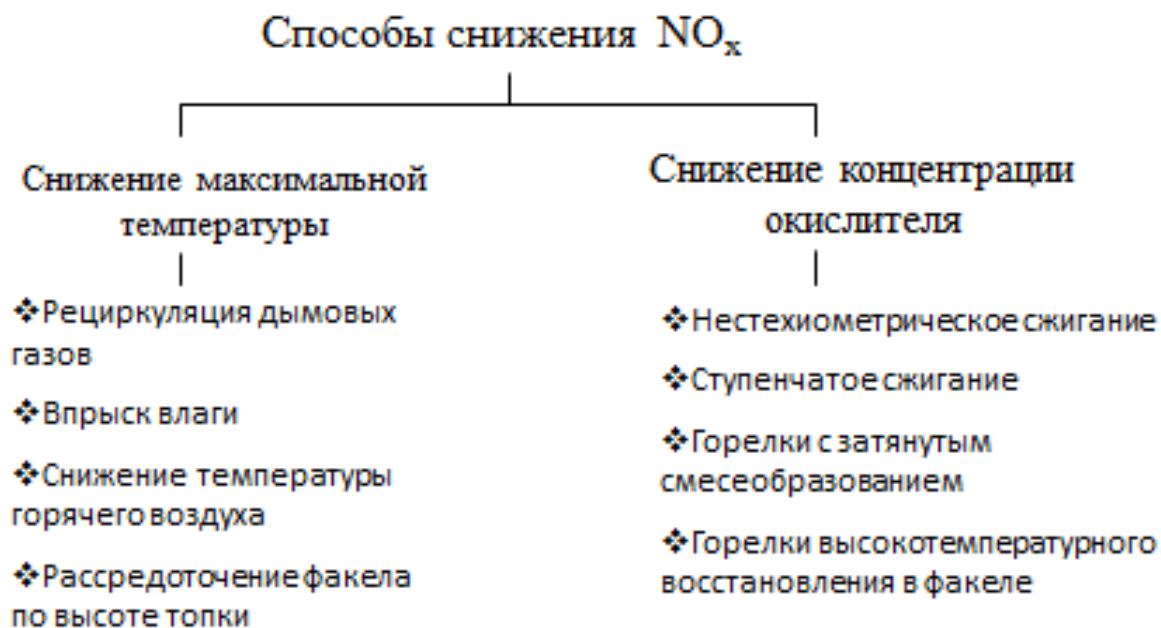 Способы снижения NOₓ
Снижение максимальной
температуры
❖Рециркуляция дымовых
газов
❖Впрыск влаги
❖Снижение температуры
горячего воздуха
❖Рассредоточение факела
по высоте топки
Снижение концентрации
окислителя
❖Нестехиометрическое сжигание
❖Ступенчатое сжигание
❖Горелки с затянутым
смесеобразованием
❖Горелки высокотемпературного
восстановления в факеле